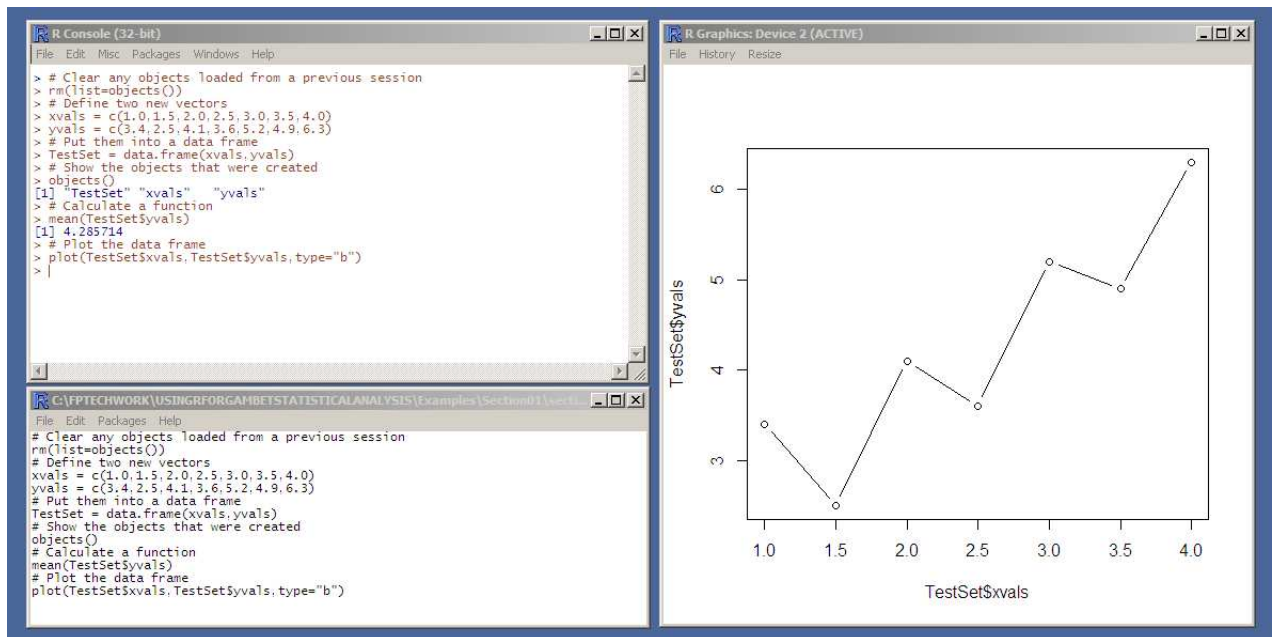 R Console (32-bit)
File Edit Misc Packages Windows Help
> # Clear any objects loaded from a previous session
> rm(list=objects())
> # Define two new vectors
> xvals = c(1.0,1.5,2.0,2.5,3.0,3.5,4.0)
> yvals = c(3.4,2.5,4.1,3.6,5.2,4.9,6.3)
> # Put them into a data frame
> TestSet = data.frame(xvals,yvals)
> # Show the objects that were created
> objects()
[1] "TestSet" "xvals"   "yvals"
> # Calculate a function
> mean(TestSet$yvals)
[1] 4.285714
> # Plot the data frame
> plot(TestSet$xvals,TestSet$yvals,type="b")
>
C:\FPTECHWORK\USINGRFORGAMBETSTATISTICALANALYSIS\Examples\Section01\secti...
File Edit Packages Help
# Clear any objects loaded from a previous session
rm(list=objects())
# Define two new vectors
xvals = c(1.0,1.5,2.0,2.5,3.0,3.5,4.0)
yvals = c(3.4,2.5,4.1,3.6,5.2,4.9,6.3)
# Put them into a data frame
TestSet = data.frame(xvals,yvals)
# Show the objects that were created
objects()
# Calculate a function
mean(TestSet$yvals)
# Plot the data frame
plot(TestSet$xvals,TestSet$yvals,type="b")
R Graphics: Device 2 (ACTIVE)
File History Resize
TestSet$yvals
6
5
4
3
1.0 1.5 2.0 2.5 3.0 3.5 4.0
TestSet$xvals